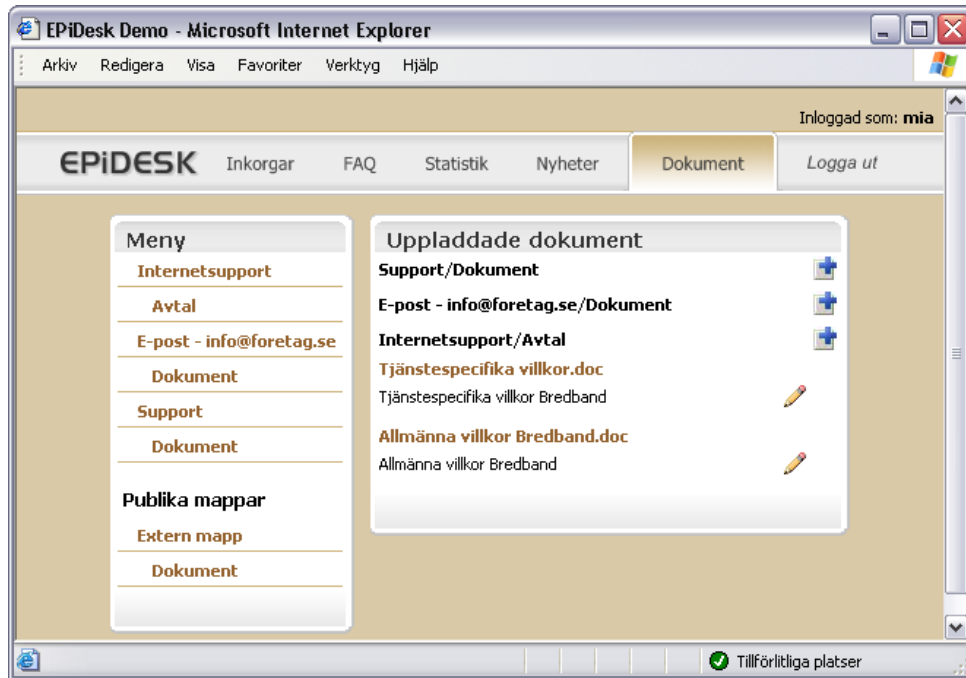 EPiDesk Demo - Microsoft Internet Explorer
Arkiv Redigera Visa Favoriter Verktyg Hjälp
Inloggad som: mia
EPiDESK Inkorgar FAQ Statistik Nyheter Dokument Logga ut
Meny
Internetsupport
Avtal
E-post - info@foretag.se
Dokument
Support
Dokument
Publika mappar
Extern mapp
Dokument
Uppladdade dokument
Support/Dokument
E-post - info@foretag.se/Dokument
Internetsupport/Avtal
Tjänstespecifika villkor.doc
Tjänstespecifika villkor Bredband
Allmänna villkor Bredband.doc
Allmänna villkor Bredband
Tillförlitliga platser